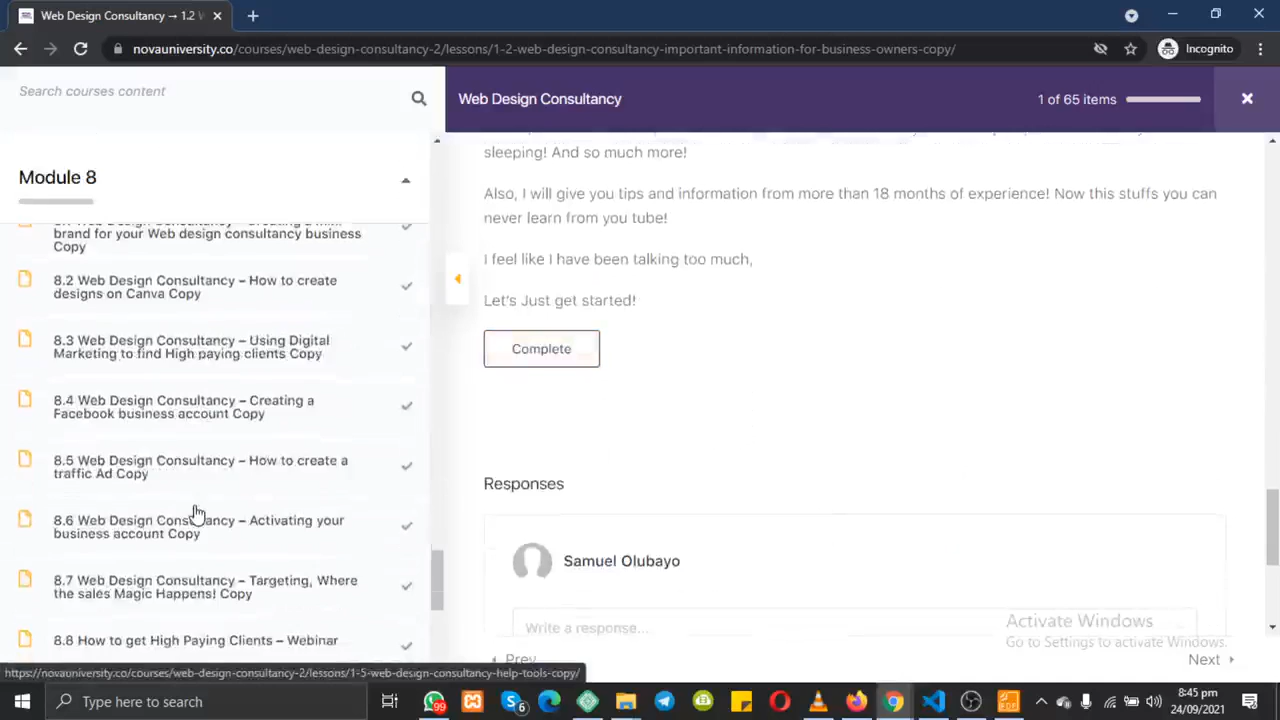 Web Design Consultancy → 1.2 W
novauniversity.co/courses/web-design-consultancy-2/lessons/1-2-web-design-consultancy-important-information-for-business-owners-copy/
Incognito
Search courses content
Web Design Consultancy
1 of 65 items
Module 8
brand for your Web design consultancy business
Copy
8.2 Web Design Consultancy – How to create
designs on Canva Copy
8.3 Web Design Consultancy – Using Digital
Marketing to find High paying clients Copy
8.4 Web Design Consultancy – Creating a
Facebook business account Copy
8.5 Web Design Consultancy – How to create a
traffic Ad Copy
8.6 Web Design Consultancy – Activating your
business account Copy
8.7 Web Design Consultancy – Targeting, Where
the sales Magic Happens! Copy
8.8 How to get High Paying Clients – Webinar
sleeping! And so much more!
Also, I will give you tips and information from more than 18 months of experience! Now this stuffs you can
never learn from you tube!
I feel like I have been talking too much,
Let's Just get started!
Complete
Responses
Samuel Olubayo
Write a response...
Activate Windows
Go to Settings to activate Windows.
Prev
Next
https://novauniversity.co/courses/web-design-consultancy-2/lessons/1-5-web-design-consultancy-help-tools-copy/
Type here to search
99
6
8:45 pm
24/09/2021